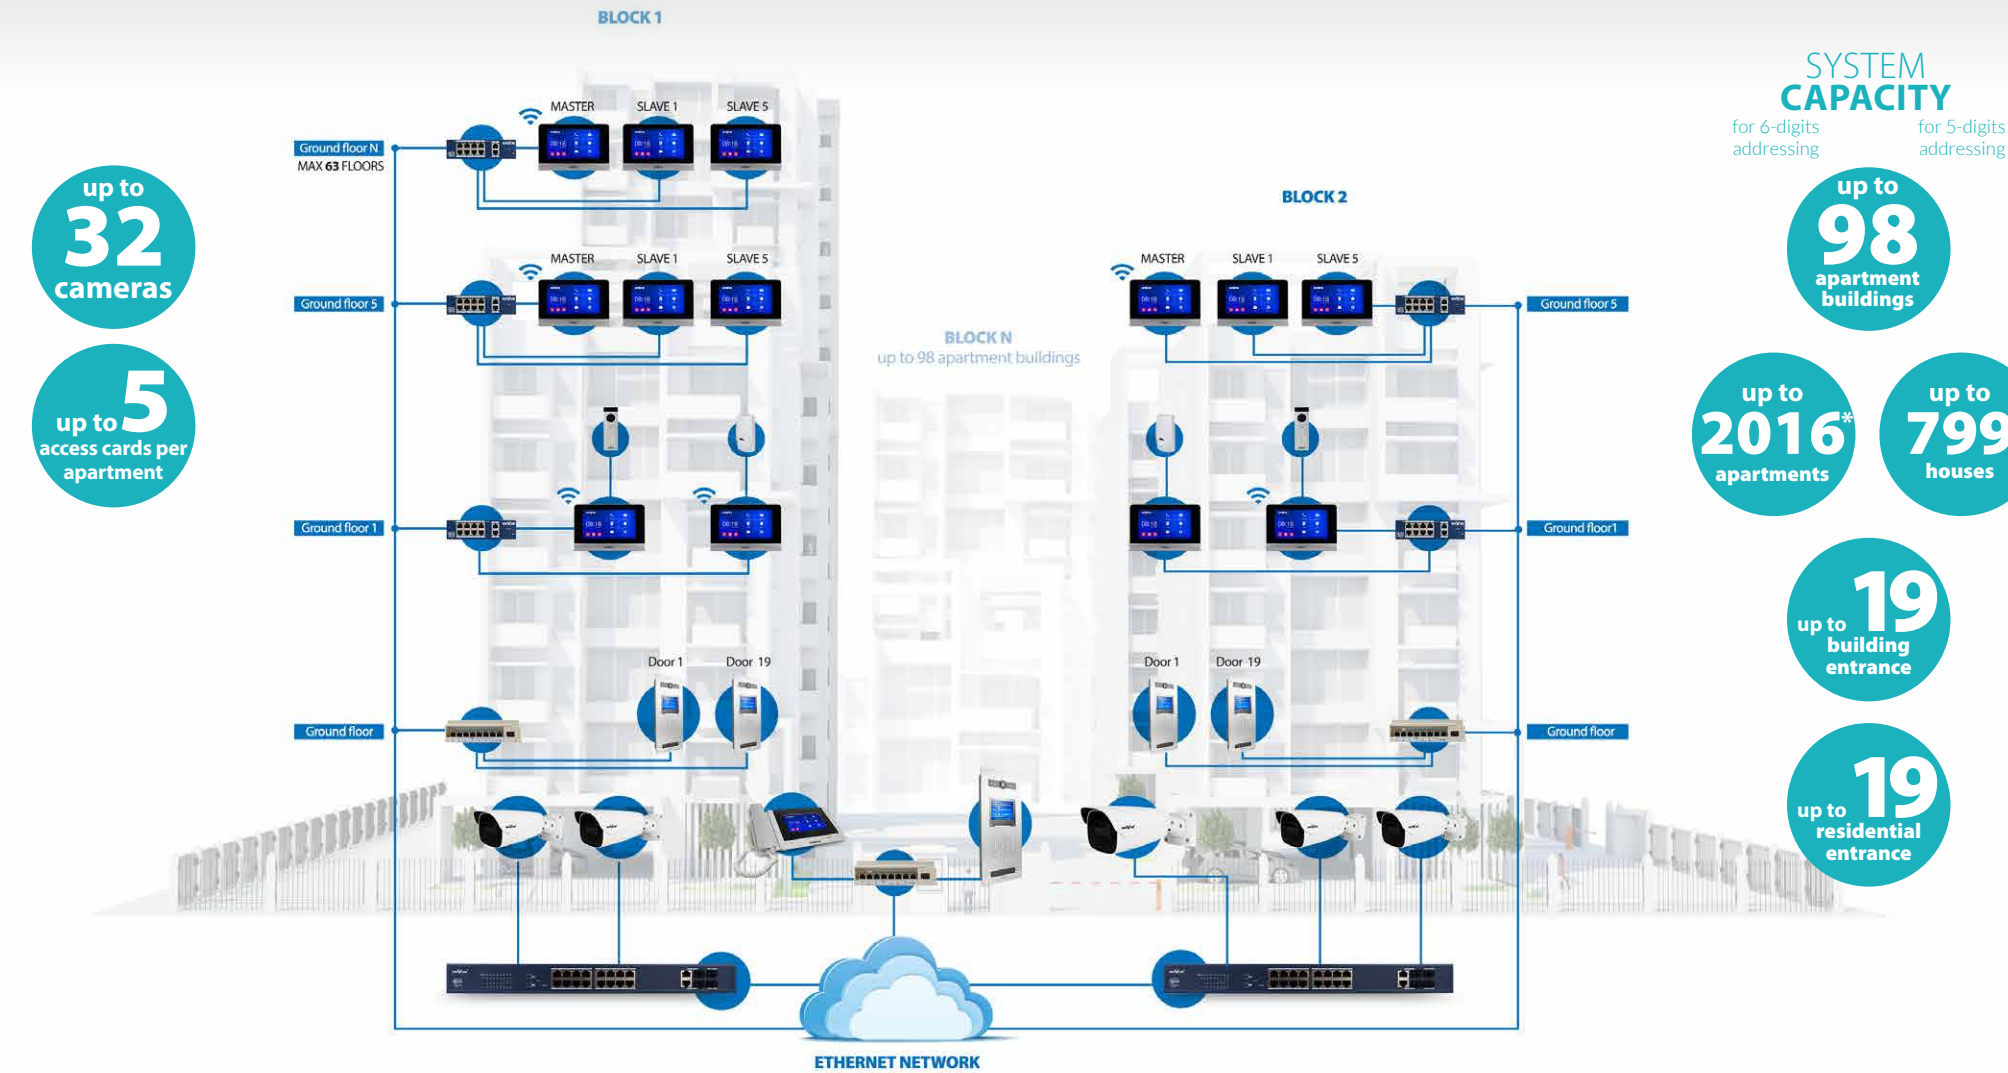 BLOCK 1
SYSTEM
CAPACITY
for 6-digits
addressing
for 5-digits
addressing
MASTER
SLAVE 1
SLAVE 5
Ground floor N
MAX 63 FLOORS
up to
32
cameras
up to
98
apartment
buildings
BLOCK 2
MASTER
SLAVE 1
SLAVE 5
Ground floor 5
MASTER
SLAVE 1
SLAVE 5
Ground floor 5
BLOCK N
up to 98 apartment buildings
up to 5
access cards per
apartment
up to
2016*
apartments
up to
799
houses
Ground floor 1
Ground floor1
up to 19
building
entrance
Door 1
Door 19
Door 1
Door 19
Ground floor
Ground floor
up to 19
residential
entrance
ETHERNET NETWORK